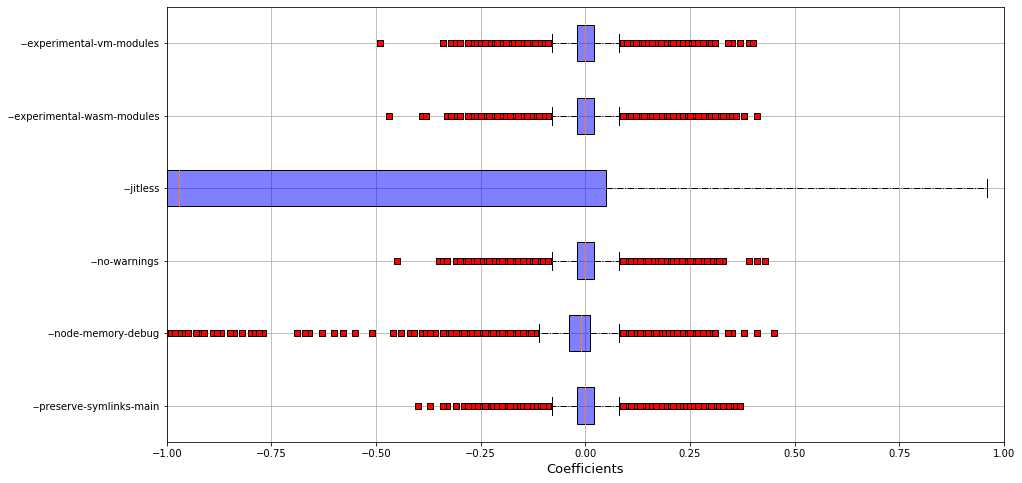 --experimental-vm-modules
--experimental-wasm-modules
--jitless
--no-warnings
--node-memory-debug
--preserve-symlinks-main
−1.00 −0.75 −0.50 −0.25 0.00 0.25 0.50 0.75 1.00
Coefficients